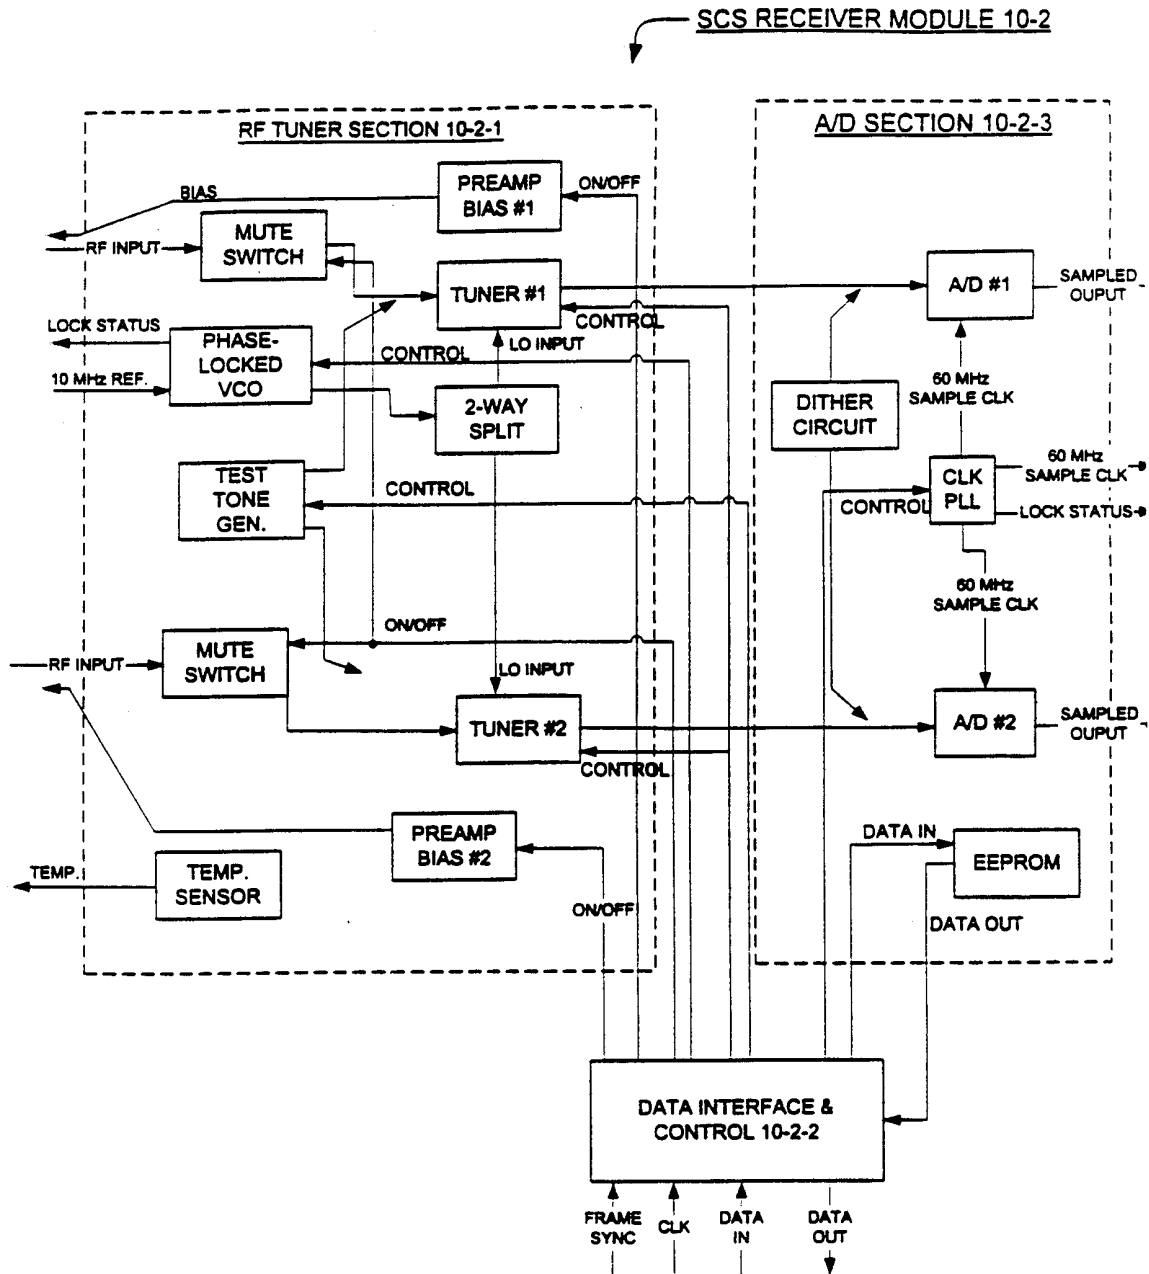 SCS RECEIVER MODULE 10-2
RF TUNER SECTION 10-2-1
A/D SECTION 10-2-3
BIAS
PREAMP
BIAS #1
ON/OFF
RF INPUT
MUTE
SWITCH
TUNER #1
CONTROL
A/D #1
SAMPLED
OUPUT
LOCK STATUS
PHASE-
LOCKED
VCO
CONTROL
LO INPUT
10 MHz REF.
2-WAY
SPLIT
DITHER
CIRCUIT
60 MHz
SAMPLE CLK
TEST
TONE
GEN.
CONTROL
CONTROL
CLK
PLL
60 MHz
SAMPLE CLK
LOCK STATUS
60 MHz
SAMPLE CLK
ON/OFF
RF INPUT
MUTE
SWITCH
LO INPUT
TUNER #2
CONTROL
A/D #2
SAMPLED
OUPUT
PREAMP
BIAS #2
DATA IN
EEPROM
TEMP.
TEMP.
SENSOR
ON/OFF
DATA OUT
DATA INTERFACE &
CONTROL 10-2-2
FRAME
SYNC
CLK
DATA
IN
DATA
OUT